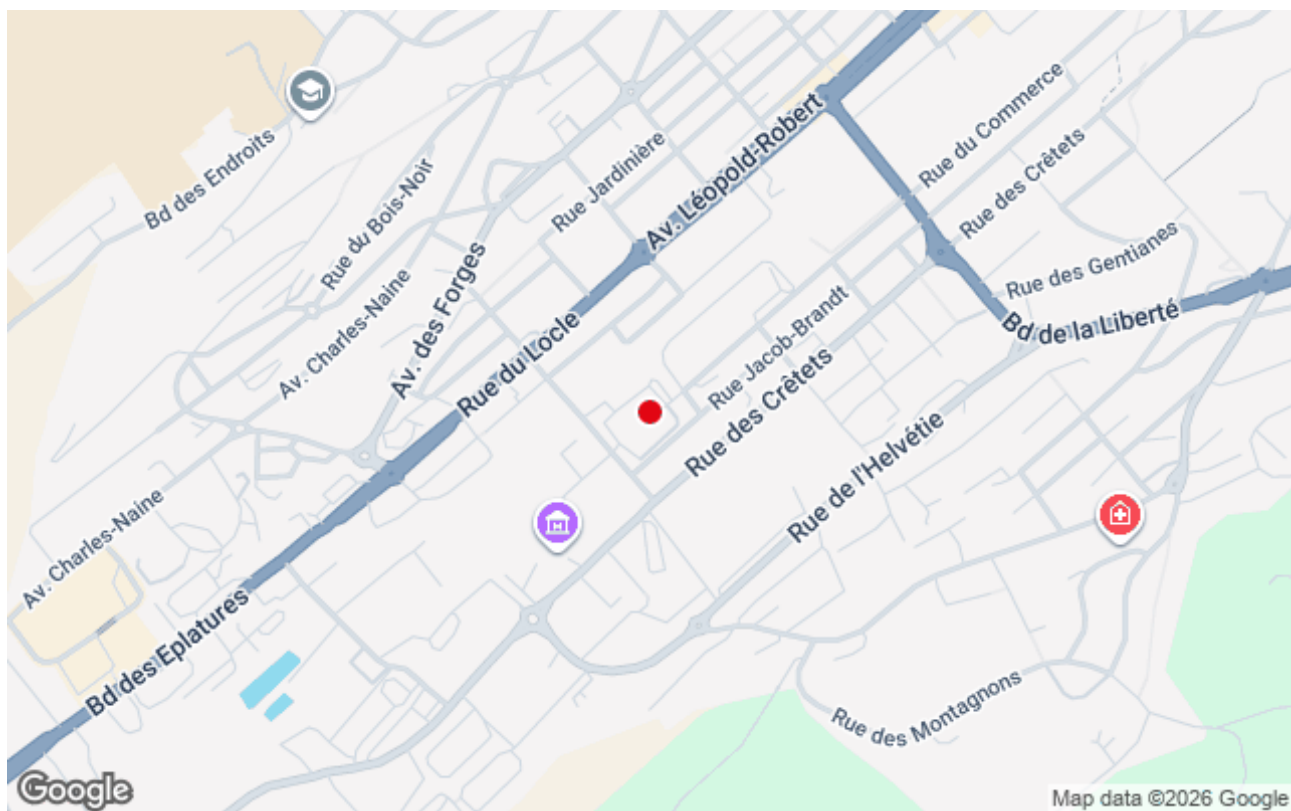 Rue du Commerce
Av. Léopold-Robert
Rue des Crêtets
Bd des Endroits
Rue Jardinière
Rue du Bois-Noir
Rue des Gentianes
Av. Charles-Naine
Av. des Forges
Rue du Locle
Rue Jacob-Brandt
Bd de la Liberté
Rue des Crêtets
Rue de l'Helvétie
Av. Charles-Naine
Bd des Eplatures
Rue des Montagnons
Google
Map data ©2026 Google